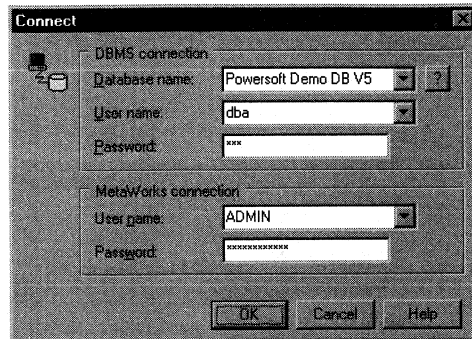 Connect
DBMS connection
Database name: Powersoft Demo DB V5 ?
User name: dba
Password: ***
MetaWorks connection
User name: ADMIN
Password: ************
OK Cancel Help